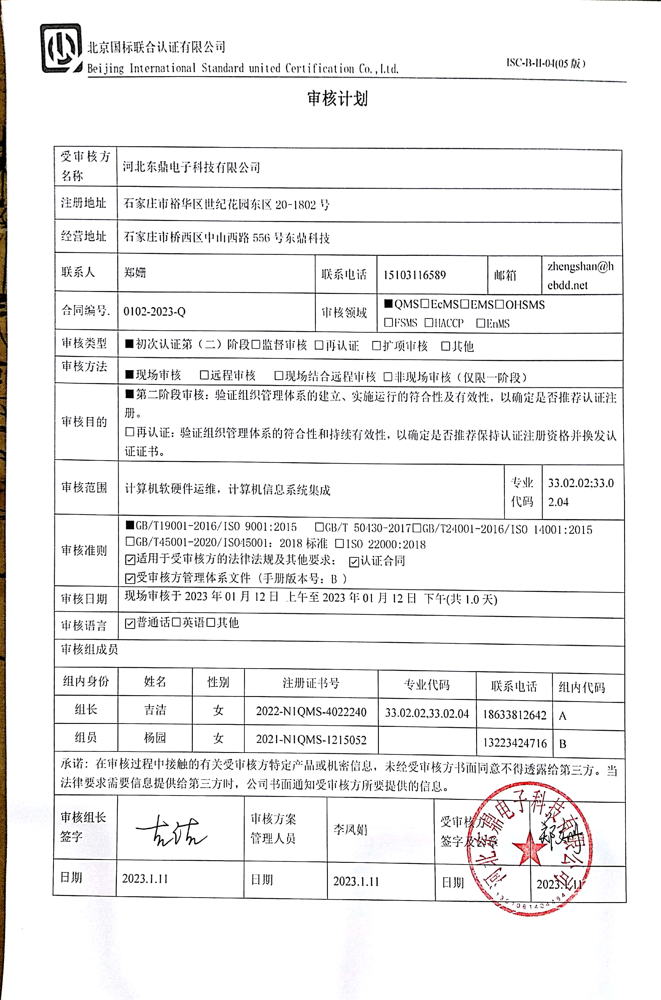 北京国标联合认证有限公司
Beijing International Standard united Certification Co.,Ltd.
ISC-B-II-04(05版)
审核计划
受审核方名称 河北东鼎电子科技有限公司
注册地址 石家庄市裕华区世纪花园东区 20-1802 号
经营地址 石家庄市桥西区中山西路 556 号东鼎科技
联系人 郑姗 联系电话 15103116589 邮箱 zhengshan@hebdd.net
合同编号. 0102-2023-Q 审核领域 ■QMS□EcMS□EMS□OHSMS
□FSMS □HACCP □EnMS
审核类型 ■初次认证第（二）阶段□监督审核 □再认证 □扩项审核 □其他
审核方法 ■现场审核 □远程审核 □现场结合远程审核 □非现场审核（仅限一阶段）
审核目的 ■第二阶段审核：验证组织管理体系的建立、实施运行的符合性及有效性，以确定是否推荐认证注
册。
□再认证：验证组织管理体系的符合性和持续有效性，以确定是否推荐保持认证注册资格并换发认
证证书。
审核范围 计算机软硬件运维，计算机信息系统集成 专业代码 33.02.02;33.02.04
审核准则 ■GB/T19001-2016/ISO 9001:2015 □GB/T 50430-2017□GB/T24001-2016/ISO 14001:2015
□GB/T45001-2020/ISO45001：2018 标准 □ISO 22000:2018
☑适用于受审核方的法律法规及其他要求； ☑认证合同
☑受审核方管理体系文件（手册版本号：B ）
审核日期 现场审核于 2023 年 01 月 12 日 上午至 2023 年 01 月 12 日 下午(共 1.0 天)
审核语言 ☑普通话□英语□其他
审核组成员
组内身份 姓名 性别 注册证书号 专业代码 联系电话 组内代码
组长 吉洁 女 2022-N1QMS-4022240 33.02.02,33.02.04 18633812642 A
组员 杨园 女 2021-N1QMS-1215052 13223424716 B
承诺：在审核过程中接触的有关受审核方特定产品或机密信息，未经受审核方书面同意不得透露给第三方。当
法律要求需要信息提供给第三方时，公司书面通知受审核方所要提供的信息。
审核组长签字 吉洁 审核方案管理人员 李凤娟 受审核方签字及公章 郑姗
河北东鼎电子科技有限公司
日期 2023.1.11 日期 2023.1.11 日期 2023.1.11